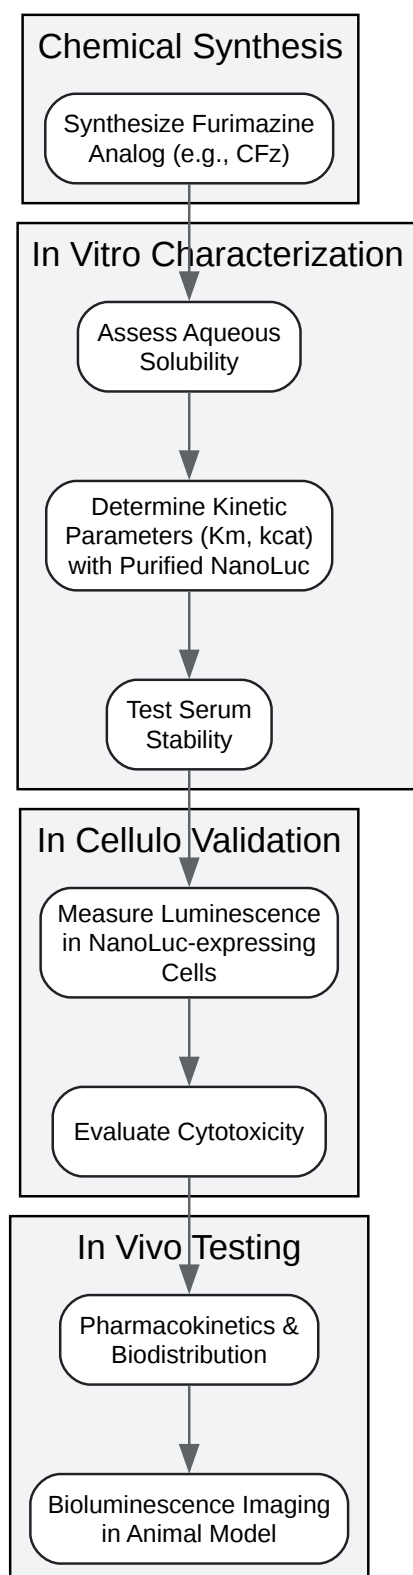 Chemical Synthesis
Synthesize Furimazine
Analog (e.g., CFz)
In Vitro Characterization
Assess Aqueous
Solubility
Determine Kinetic
Parameters (Km, kcat)
with Purified NanoLuc
Test Serum
Stability
In Cellulo Validation
Measure Luminescence
in NanoLuc-expressing
Cells
Evaluate Cytotoxicity
In Vivo Testing
Pharmacokinetics &
Biodistribution
Bioluminescence Imaging
in Animal Model